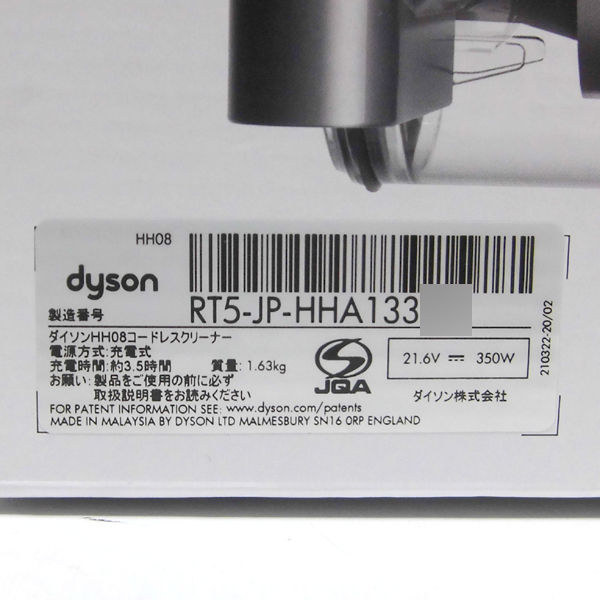 HH08
dyson
製造番号 RT5-JP-HHA133
ダイソンHH08コードレスクリーナー
電源方式:充電式
充電時間:約3.5時間 質量: 1.63kg
お願い: 製品をご使用の前に必ず
取扱説明書をお読みください
JQA
21.6V ⎓ 350W
ダイソン株式会社
FOR PATENT INFORMATION SEE: www.dyson.com/patents
MADE IN MALAYSIA BY DYSON LTD MALMESBURY SN16 0RP ENGLAND
210322-20/02